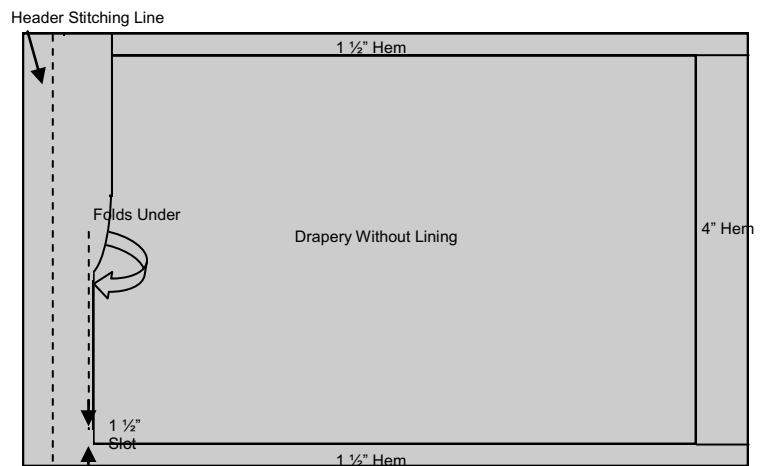 Header Stitching Line
1 ½” Hem
Folds Under
Drapery Without Lining
4” Hem
1 ½”
Slot
1 ½” Hem